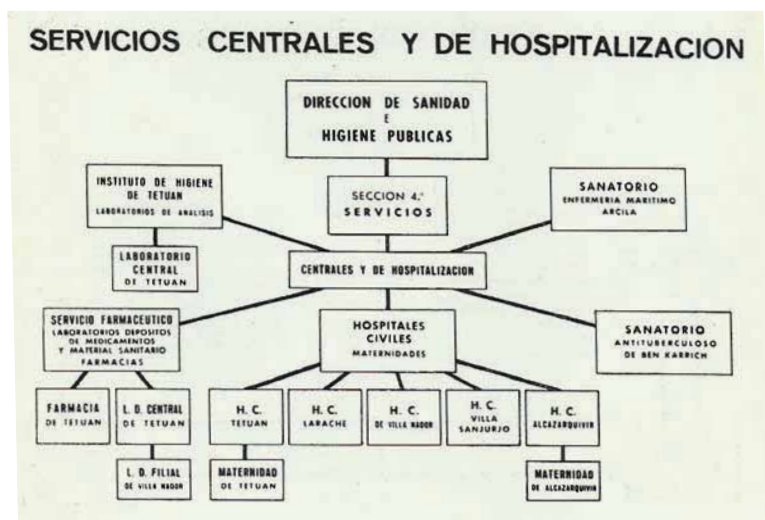 SERVICIOS CENTRALES Y DE HOSPITALIZACION
DIRECCION DE SANIDAD
E
HIGIENE PUBLICAS
INSTITUTO DE HIGIENE
DE TETUAN
LABORATORIOS DE ANALISIS
SECCION 4.ª
SERVICIOS
SANATORIO
ENFERMERIA MARITIMO
ARCILA
LABORATORIO
CENTRAL
DE TETUAN
CENTRALES Y DE HOSPITALIZACION
SERVICIO FARMACEUTICO
LABORATORIOS DEPOSITOS
DE MEDICAMENTOS
Y MATERIAL SANITARIO
FARMACIAS
HOSPITALES
CIVILES
MATERNIDADES
SANATORIO
ANTITUBERCULOSO
DE BEN KARRICH
FARMACIA
DE TETUAN
L. D. CENTRAL
DE TETUAN
H. C.
TETUAN
H. C.
LARACHE
H. C.
DE VILLA NADOR
H. C.
VILLA
SANJURJO
H. C.
ALCAZARQUIVIR
L. D. FILIAL
DE VILLA NADOR
MATERNIDAD
DE TETUAN
MATERNIDAD
DE ALCAZARQUIVIR